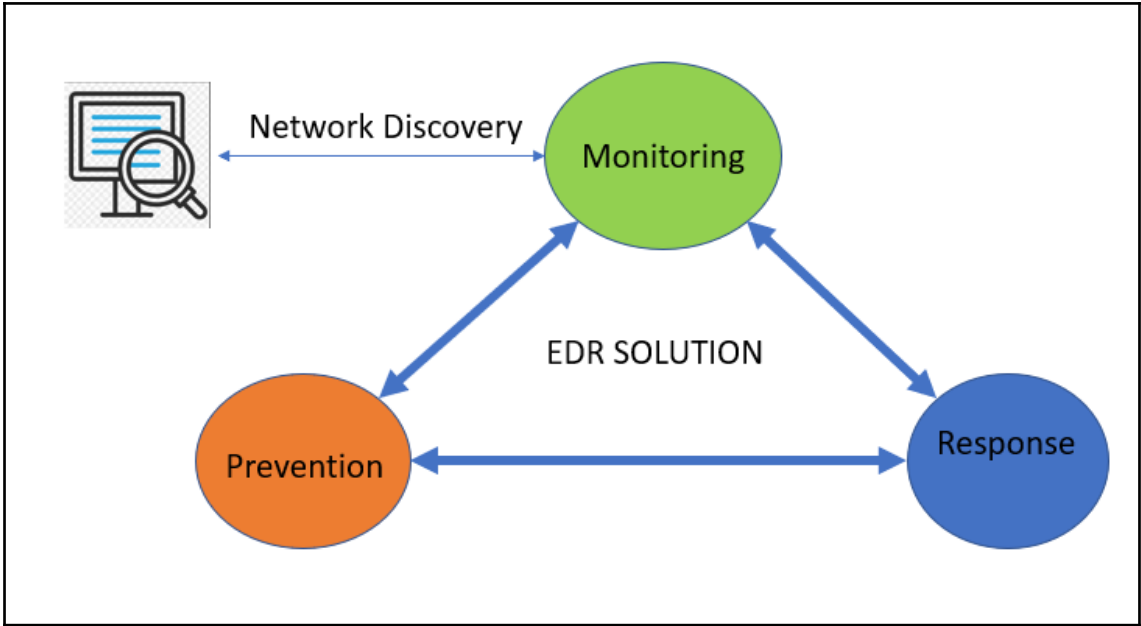 Network Discovery
Monitoring
EDR SOLUTION
Prevention
Response